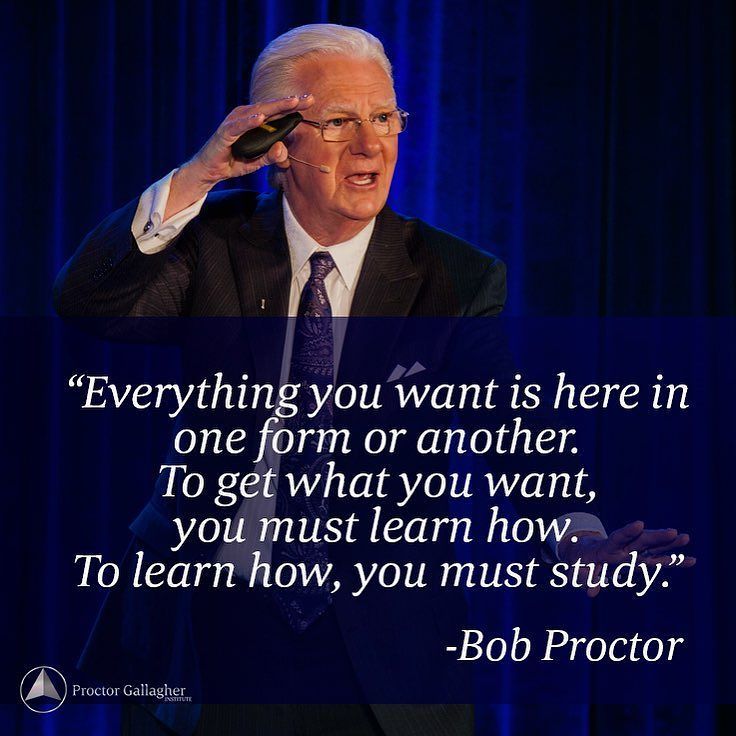 “Everything you want is here in
one form or another.
To get what you want,
you must learn how.
To learn how, you must study.”
-Bob Proctor
Proctor Gallagher
INSTITUTE